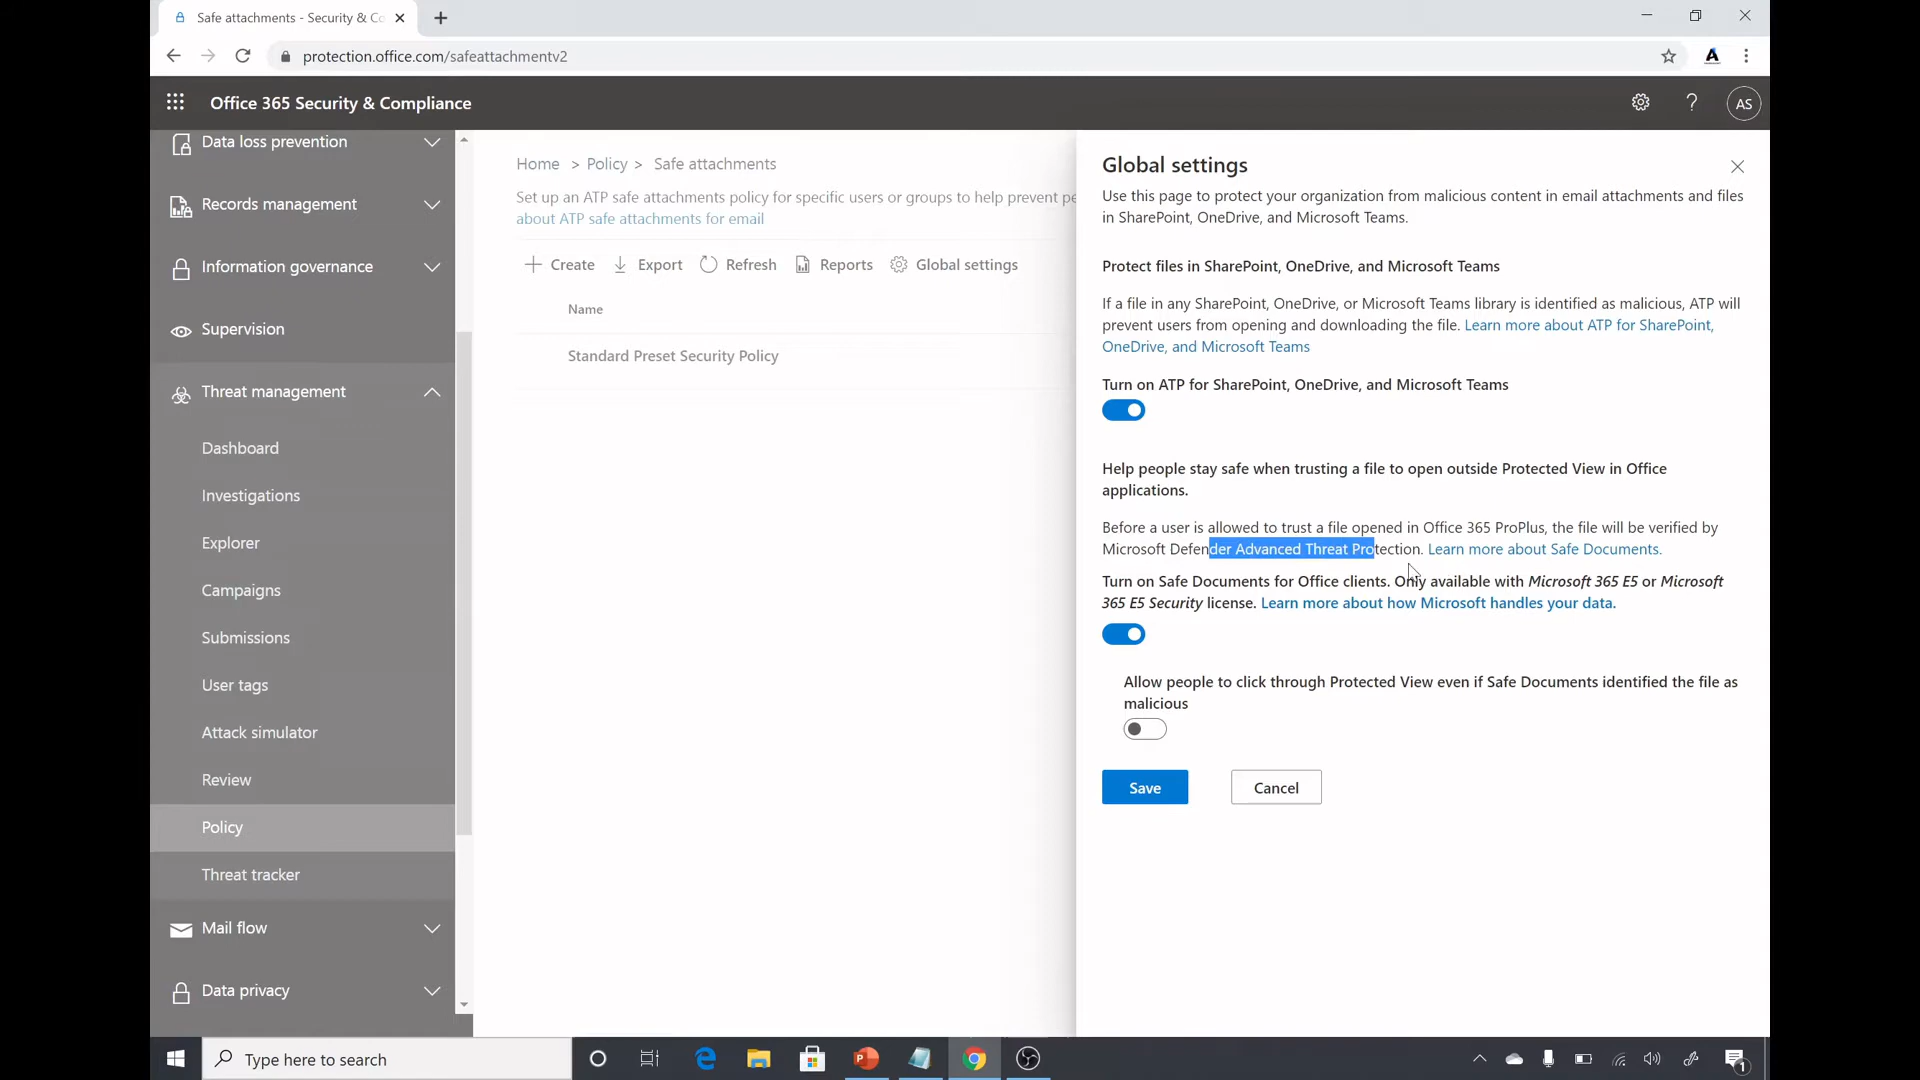 Safe attachments - Security & Co
protection.office.com/safeattachmentv2
Office 365 Security & Compliance
AS
Data loss prevention
Records management
Information governance
Supervision
Threat management
Dashboard
Investigations
Explorer
Campaigns
Submissions
User tags
Attack simulator
Review
Policy
Threat tracker
Mail flow
Data privacy
Home > Policy > Safe attachments
Set up an ATP safe attachments policy for specific users or groups to help prevent pe
about ATP safe attachments for email
Create Export Refresh Reports Global settings
Name
Standard Preset Security Policy
Global settings
Use this page to protect your organization from malicious content in email attachments and files
in SharePoint, OneDrive, and Microsoft Teams.
Protect files in SharePoint, OneDrive, and Microsoft Teams
If a file in any SharePoint, OneDrive, or Microsoft Teams library is identified as malicious, ATP will
prevent users from opening and downloading the file. Learn more about ATP for SharePoint,
OneDrive, and Microsoft Teams
Turn on ATP for SharePoint, OneDrive, and Microsoft Teams
Help people stay safe when trusting a file to open outside Protected View in Office
applications.
Before a user is allowed to trust a file opened in Office 365 ProPlus, the file will be verified by
Microsoft Defender Advanced Threat Protection. Learn more about Safe Documents.
Turn on Safe Documents for Office clients. Only available with Microsoft 365 E5 or Microsoft
365 E5 Security license. Learn more about how Microsoft handles your data.
Allow people to click through Protected View even if Safe Documents identified the file as
malicious
Save Cancel
Type here to search
1